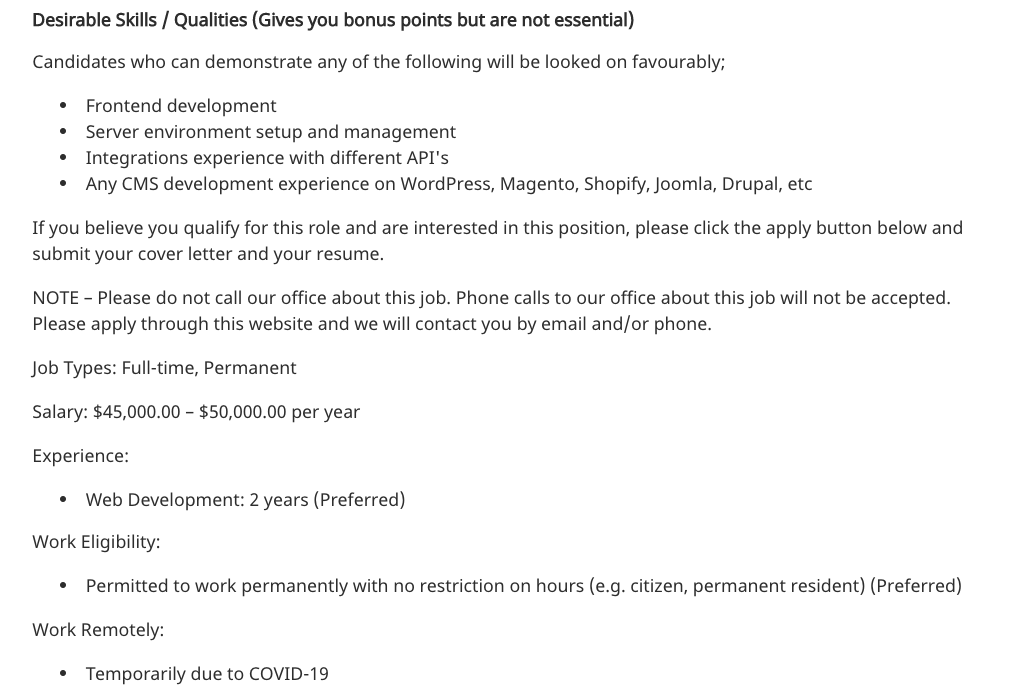 Desirable Skills / Qualities (Gives you bonus points but are not essential)
Candidates who can demonstrate any of the following will be looked on favourably;
• Frontend development
• Server environment setup and management
• Integrations experience with different API's
• Any CMS development experience on WordPress, Magento, Shopify, Joomla, Drupal, etc
If you believe you qualify for this role and are interested in this position, please click the apply button below and
submit your cover letter and your resume.
NOTE – Please do not call our office about this job. Phone calls to our office about this job will not be accepted.
Please apply through this website and we will contact you by email and/or phone.
Job Types: Full-time, Permanent
Salary: $45,000.00 – $50,000.00 per year
Experience:
• Web Development: 2 years (Preferred)
Work Eligibility:
• Permitted to work permanently with no restriction on hours (e.g. citizen, permanent resident) (Preferred)
Work Remotely:
• Temporarily due to COVID-19